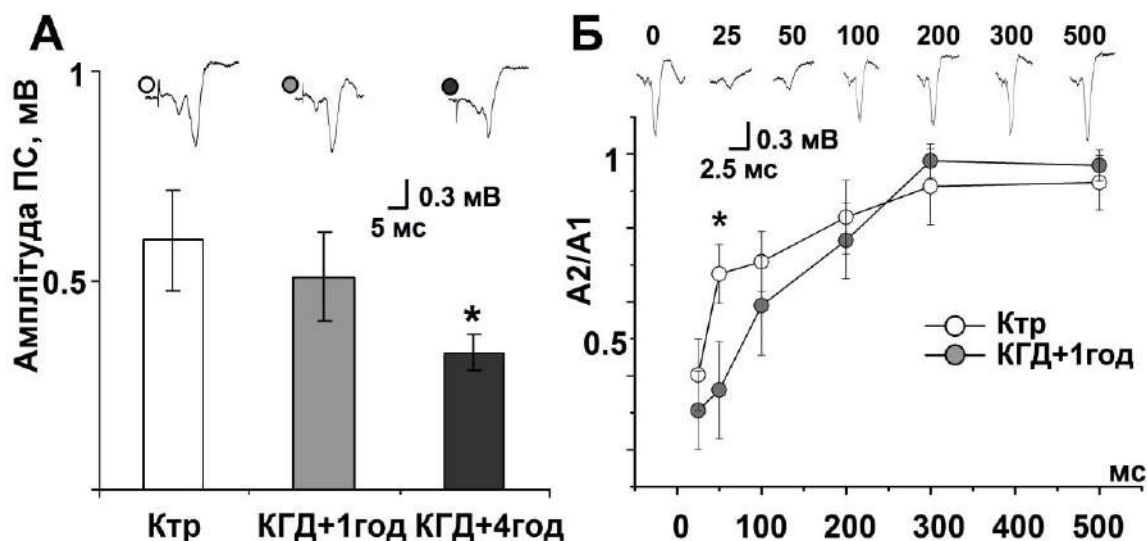 А
Амплітуда ПС, мВ
1
0.5
0.3 мВ
5 мс
*
Ктр КГД+1год КГД+4год
Б
0 25 50 100 200 300 500
0.3 мВ
2.5 мс
A2/A1
1
0.5
*
Ктр
КГД+1год
мс
0 100 200 300 400 500